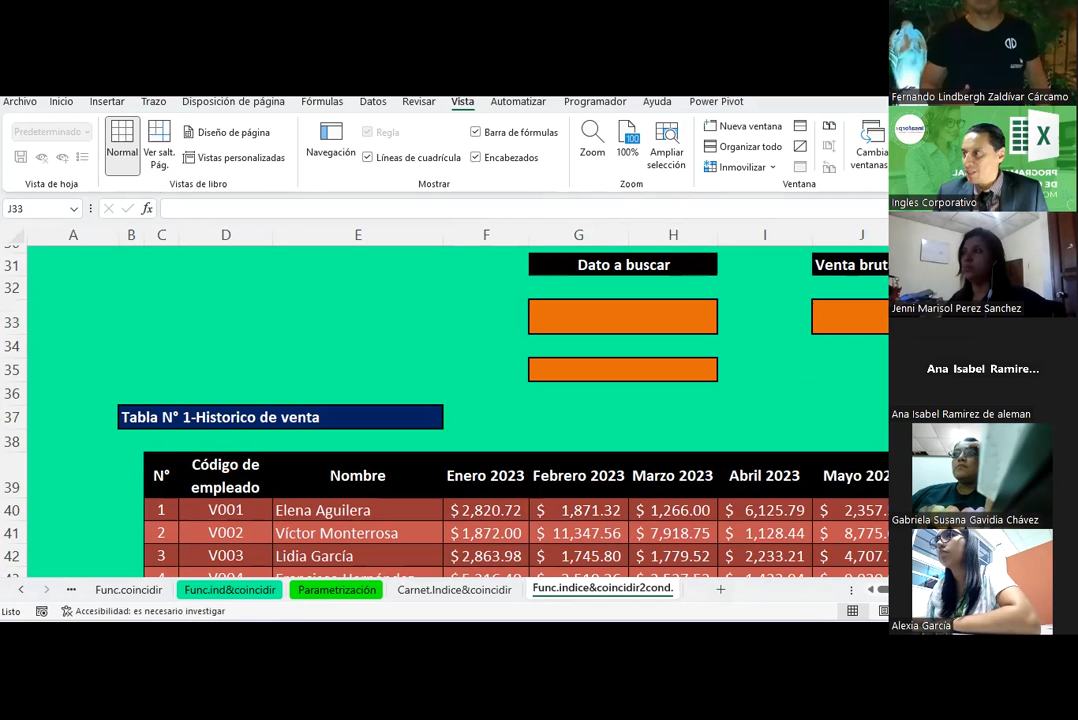 Archivo Inicio Insertar Trazo Disposición de página Fórmulas Datos Revisar Vista Automatizar Programador Ayuda Power Pivot
Predeterminado
Vista de hoja
Normal
Ver salt. Pág.
Diseño de página
Vistas personalizadas
Vistas de libro
Navegación
Regla
Líneas de cuadrícula
Barra de fórmulas
Encabezados
Mostrar
Zoom
100%
Ampliar selección
Zoom
Nueva ventana
Organizar todo
Inmovilizar
Cambia ventanas
Ventana
J33
fx
A B C D E F G H I J
31 Dato a buscar Venta brut
32
33
34
35
36
37 Tabla N° 1-Historico de venta
38
39 N° Código de empleado Nombre Enero 2023 Febrero 2023 Marzo 2023 Abril 2023 Mayo 202
40 1 V001 Elena Aguilera $ 2,820.72 $ 1,871.32 $ 1,266.00 $ 6,125.79 $ 2,357.
41 2 V002 Víctor Monterrosa $ 1,872.00 $ 11,347.56 $ 7,918.75 $ 1,128.44 $ 8,775.
42 3 V003 Lidia García $ 2,863.98 $ 1,745.80 $ 1,779.52 $ 2,233.21 $ 4,707.
Func.coincidir Func.ind&coincidir Parametrización Carnet.Indice&coincidir Func.indice&coincidir2cond.
Listo Accesibilidad: es necesario investigar
Fernando Lindbergh Zaldívar Cárcamo
Ingles Corporativo
Jenni Marisol Perez Sanchez
Ana Isabel Ramire...
Ana Isabel Ramirez de aleman
Gabriela Susana Gavidia Chávez
Alexia García